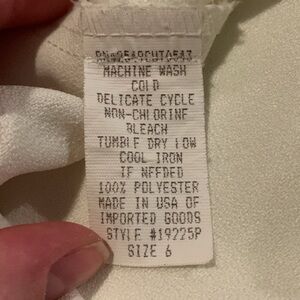 MACHINE WASH
COLD
DELICATE CYCLE
NON-CHLORINE
BLEACH
TUMBLE DRY LOW
COOL IRON
IF NEEDED
100% POLYESTER
MADE IN USA OF
IMPORTED GOODS
STYLE #19225P
SIZE 6